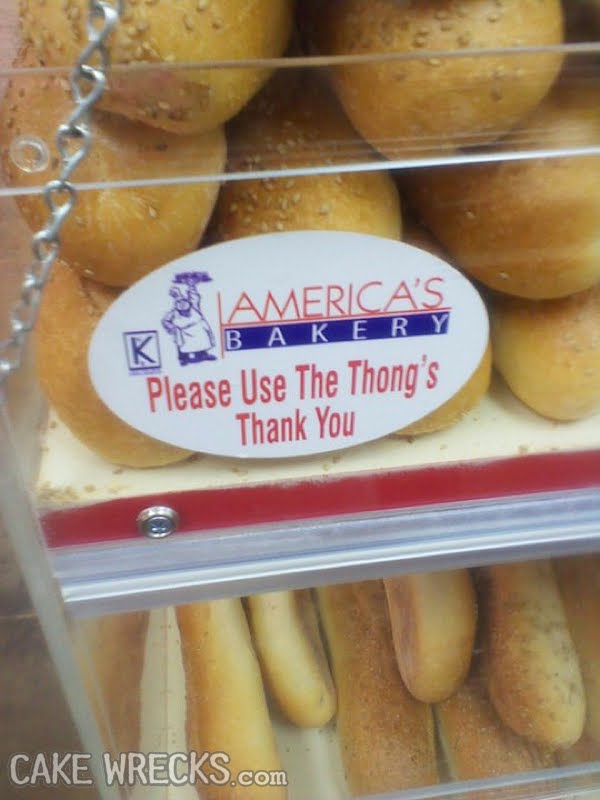 AMERICA'S
BAKERY
K
Please Use The Thong's
Thank You
CAKE WRECKS.com